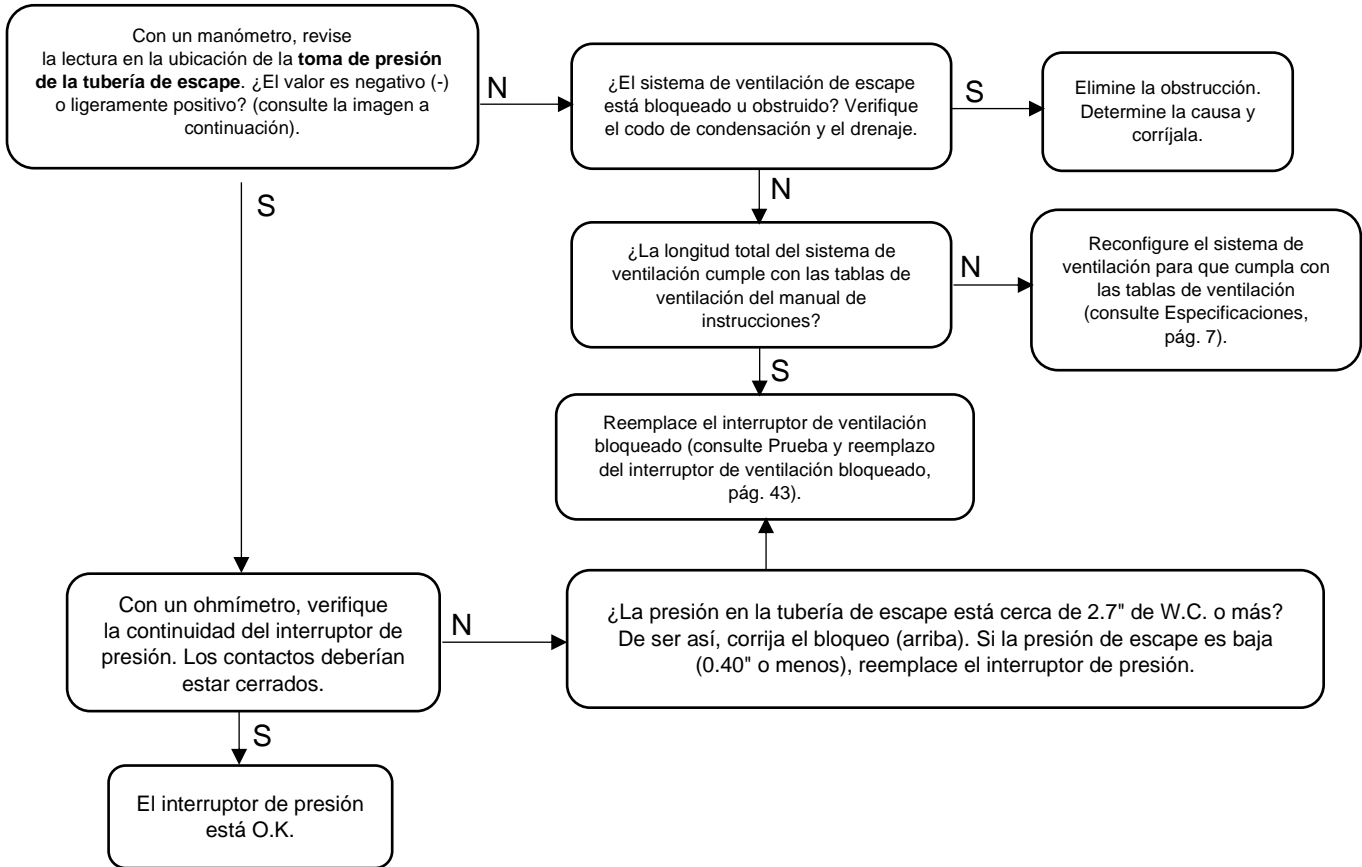 Con un manómetro, revise
la lectura en la ubicación de la toma de presión
de la tubería de escape. ¿El valor es negativo (-)
o ligeramente positivo? (consulte la imagen a
continuación).
N
¿El sistema de ventilación de escape
está bloqueado u obstruido? Verifique
el codo de condensación y el drenaje.
S
Elimine la obstrucción.
Determine la causa y
corríjala.
S
N
¿La longitud total del sistema de
ventilación cumple con las tablas de
ventilación del manual de
instrucciones?
N
Reconfigure el sistema de
ventilación para que cumpla con
las tablas de ventilación
(consulte Especificaciones,
pág. 7).
S
Reemplace el interruptor de ventilación
bloqueado (consulte Prueba y reemplazo
del interruptor de ventilación bloqueado,
pág. 43).
Con un ohmímetro, verifique
la continuidad del interruptor de
presión. Los contactos deberían
estar cerrados.
N
¿La presión en la tubería de escape está cerca de 2.7" de W.C. o más?
De ser así, corrija el bloqueo (arriba). Si la presión de escape es baja
(0.40" o menos), reemplace el interruptor de presión.
S
El interruptor de presión
está O.K.